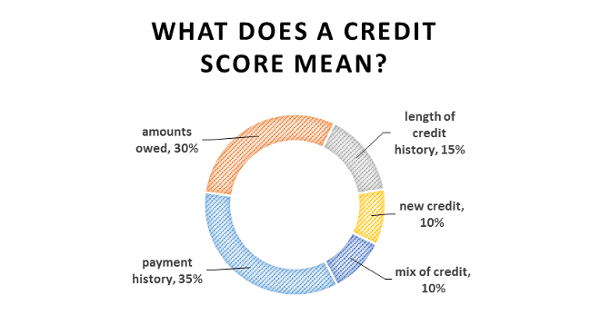 WHAT DOES A CREDIT
SCORE MEAN?
amounts
owed, 30%
length of
credit
history, 15%
new credit,
10%
mix of credit,
10%
payment
history, 35%